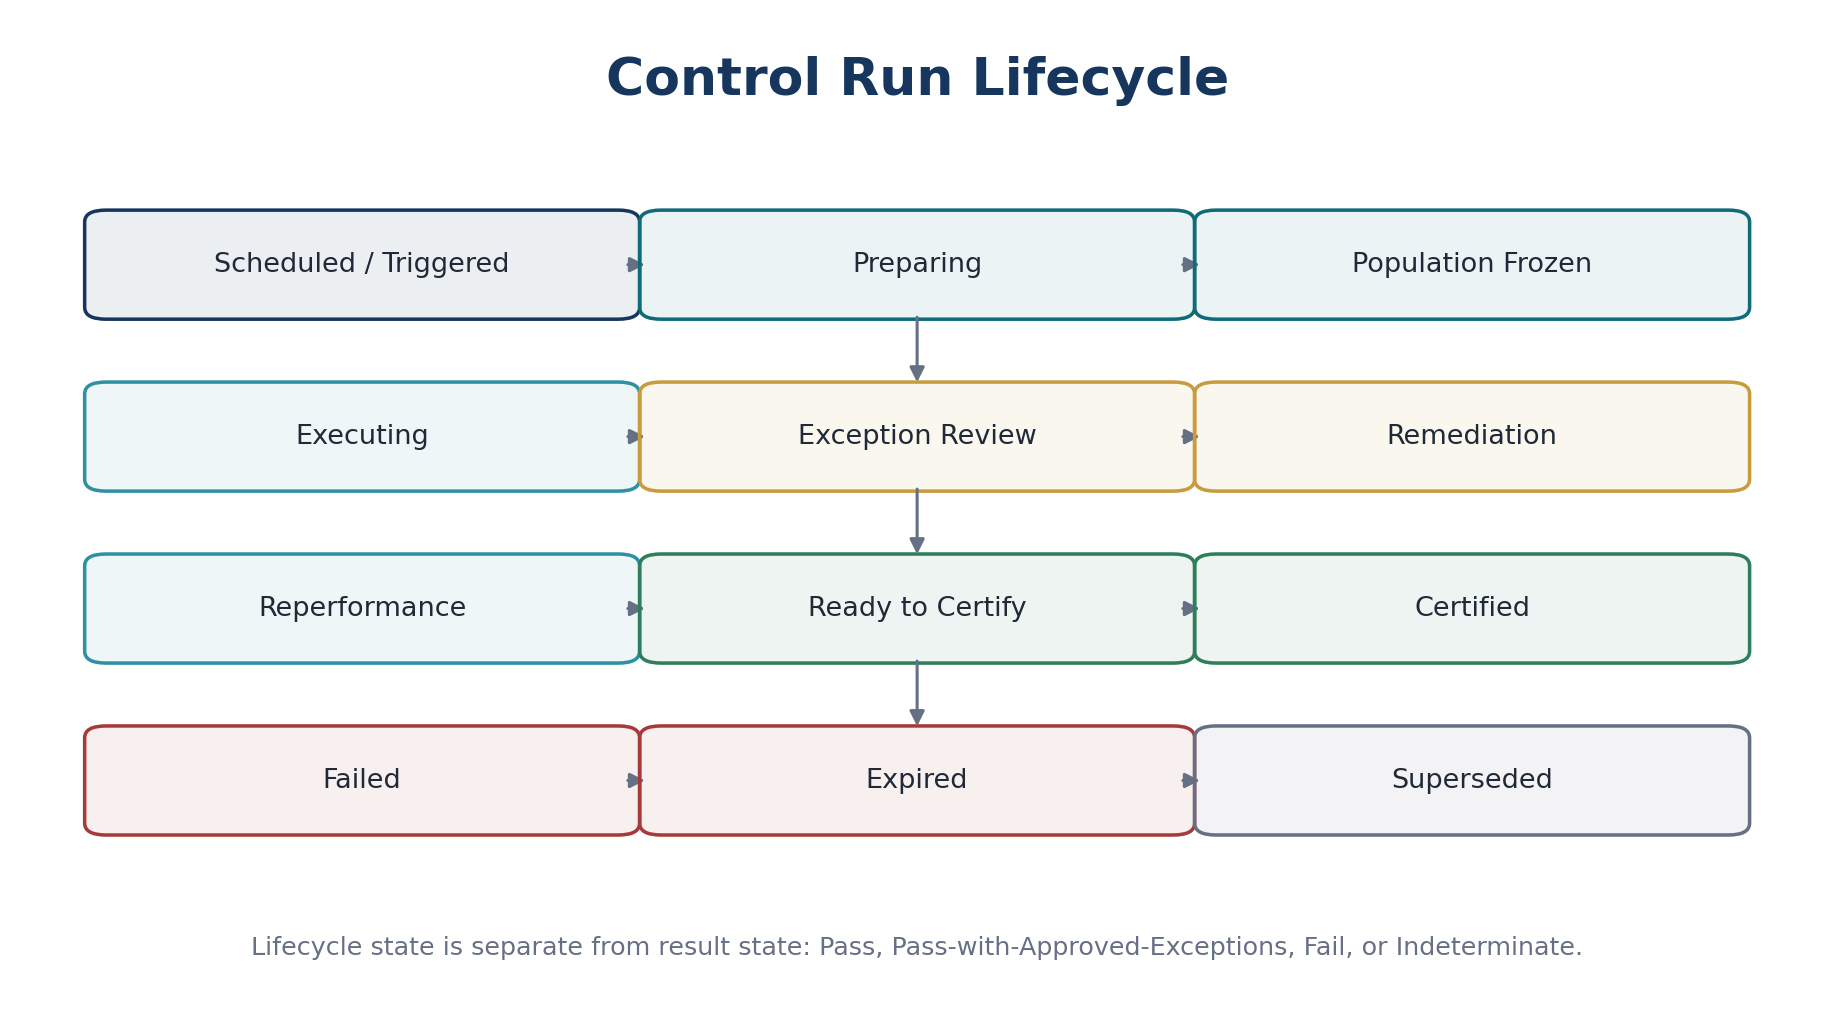 Control Run Lifecycle
Scheduled / Triggered
Preparing
Population Frozen
Executing
Exception Review
Remediation
Reperformance
Ready to Certify
Certified
Failed
Expired
Superseded
Lifecycle state is separate from result state: Pass, Pass-with-Approved-Exceptions, Fail, or Indeterminate.